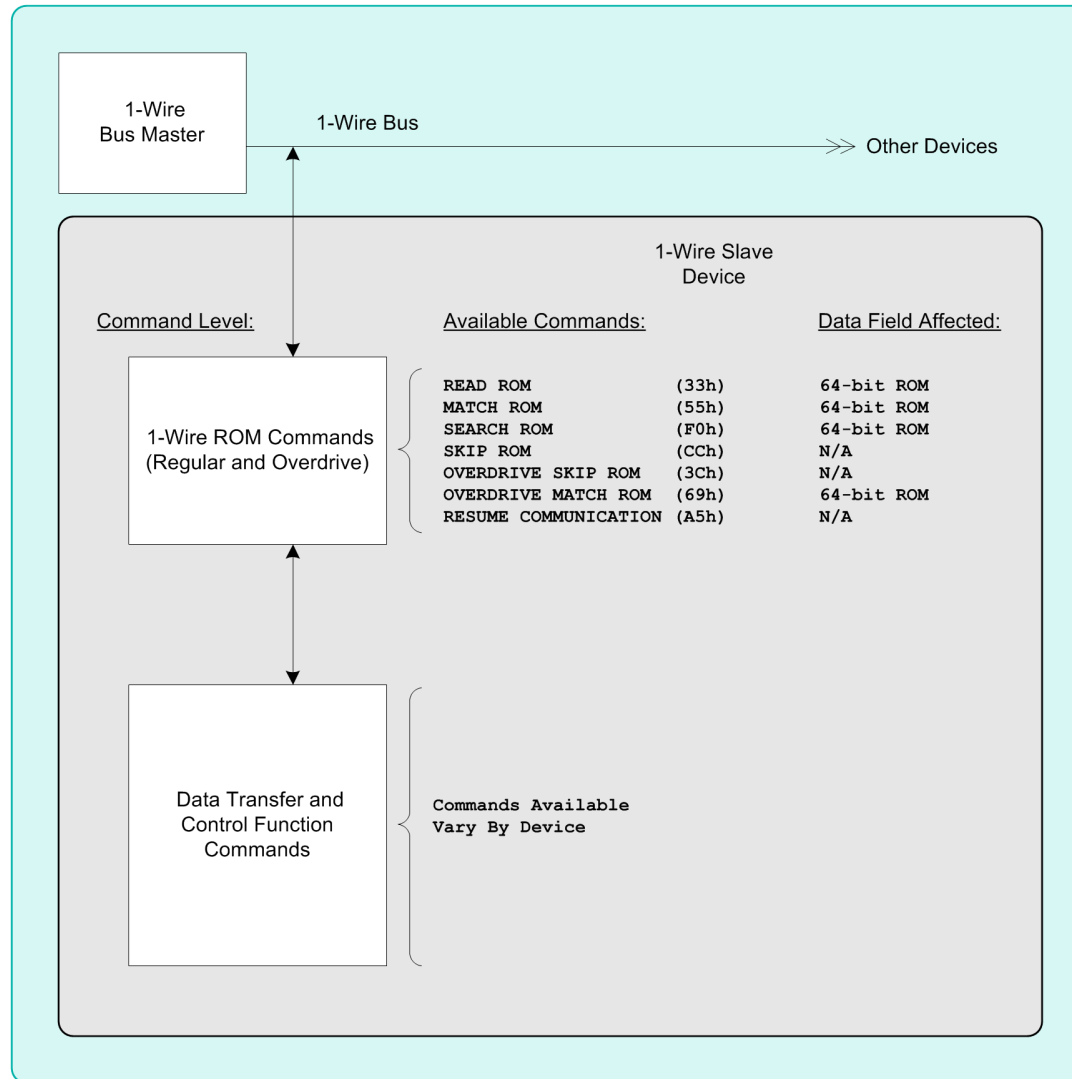 1-Wire
Bus Master
1-Wire Bus
Other Devices
1-Wire Slave
Device
Command Level:
Available Commands:
Data Field Affected:
1-Wire ROM Commands
(Regular and Overdrive)
READ ROM (33h) 64-bit ROM
MATCH ROM (55h) 64-bit ROM
SEARCH ROM (F0h) 64-bit ROM
SKIP ROM (CCh) N/A
OVERDRIVE SKIP ROM (3Ch) N/A
OVERDRIVE MATCH ROM (69h) 64-bit ROM
RESUME COMMUNICATION (A5h) N/A
Data Transfer and
Control Function
Commands
Commands Available
Vary By Device